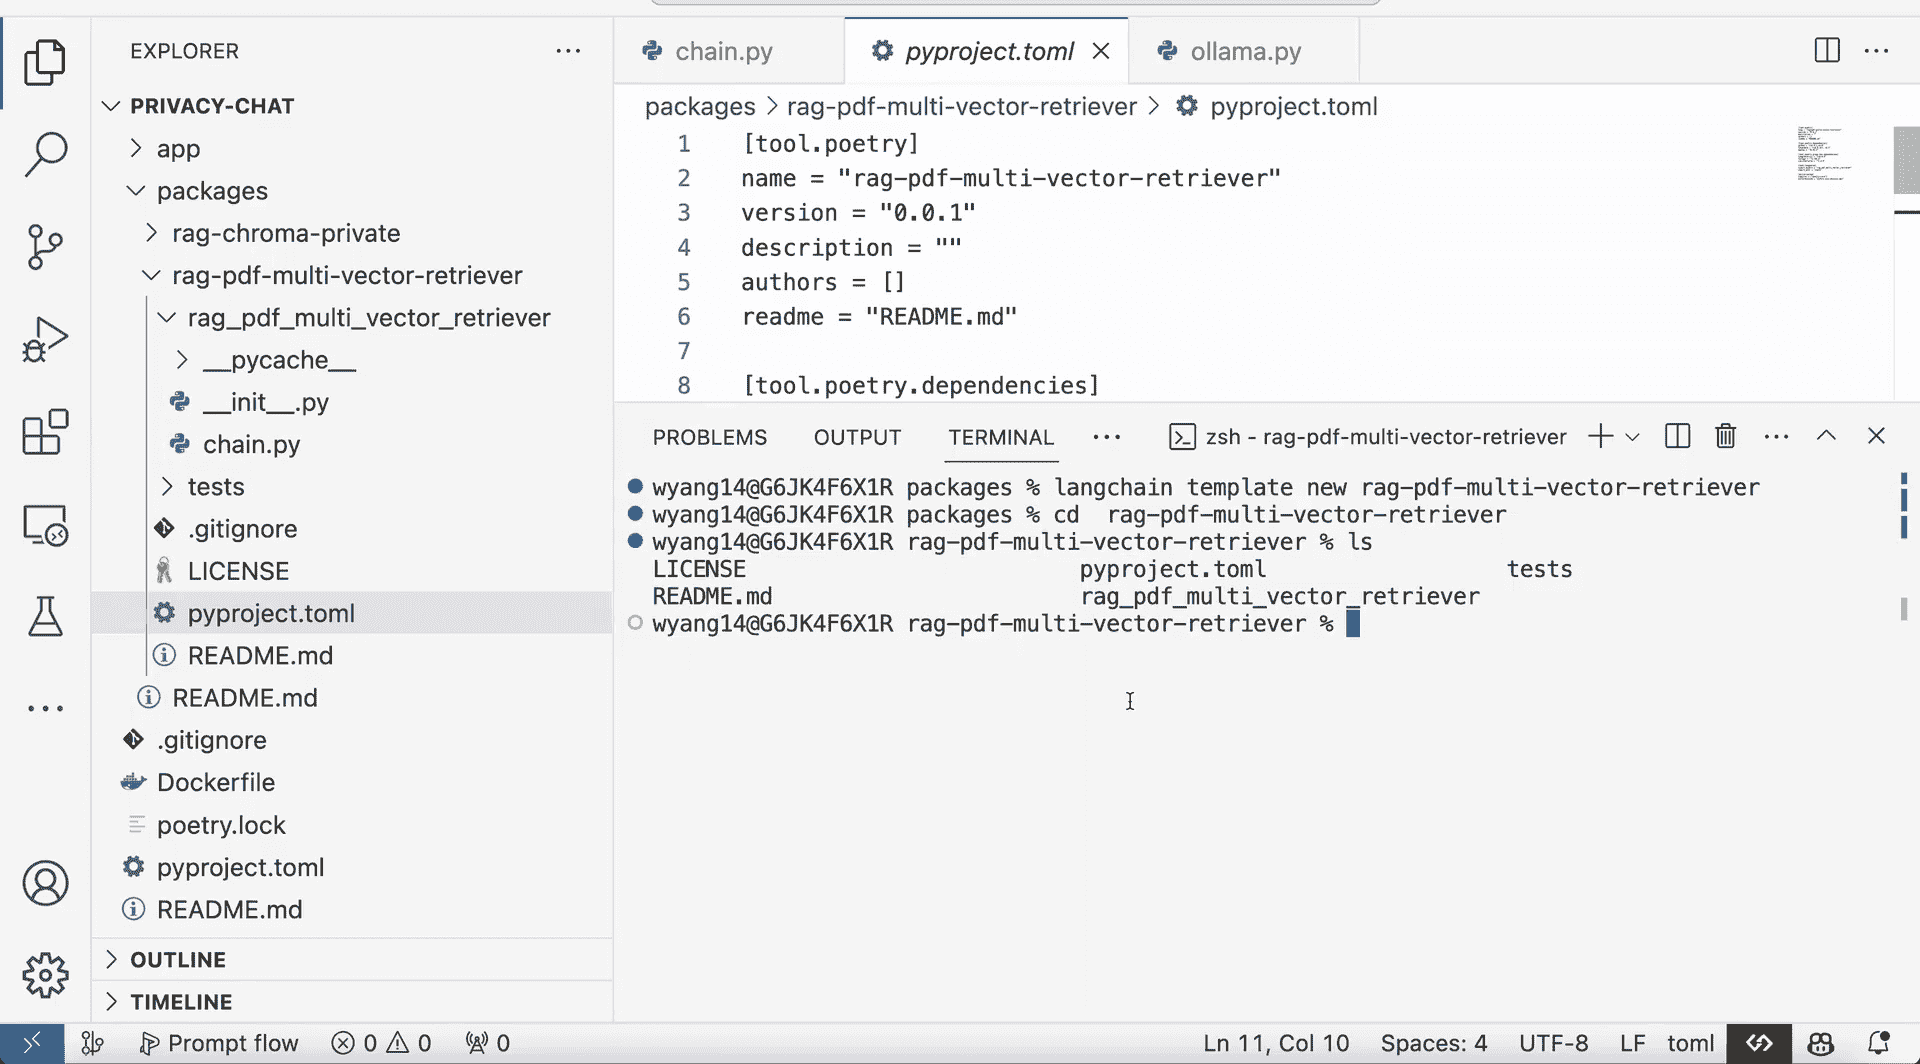 EXPLORER
PRIVACY-CHAT
app
packages
rag-chroma-private
rag-pdf-multi-vector-retriever
rag_pdf_multi_vector_retriever
__pycache__
__init__.py
chain.py
tests
.gitignore
LICENSE
pyproject.toml
README.md
README.md
.gitignore
Dockerfile
poetry.lock
pyproject.toml
README.md
OUTLINE
TIMELINE
chain.py
pyproject.toml
ollama.py
packages > rag-pdf-multi-vector-retriever > pyproject.toml
1 [tool.poetry]
2 name = "rag-pdf-multi-vector-retriever"
3 version = "0.0.1"
4 description = ""
5 authors = []
6 readme = "README.md"
7
8 [tool.poetry.dependencies]
PROBLEMS OUTPUT TERMINAL zsh - rag-pdf-multi-vector-retriever
wyang14@G6JK4F6X1R packages % langchain template new rag-pdf-multi-vector-retriever
wyang14@G6JK4F6X1R packages % cd  rag-pdf-multi-vector-retriever
wyang14@G6JK4F6X1R rag-pdf-multi-vector-retriever % ls
LICENSE pyproject.toml tests
README.md rag_pdf_multi_vector_retriever
wyang14@G6JK4F6X1R rag-pdf-multi-vector-retriever %
Prompt flow 0 0 0 Ln 11, Col 10 Spaces: 4 UTF-8 LF toml